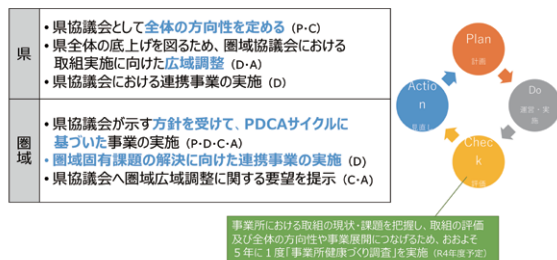 県
・県協議会として全体の方向性を定める（P・C）
・県全体の底上げを図るため、圏域協議会における
取組実施に向けた広域調整（D・A）
・県協議会における連携事業の実施（D）
圏域
・県協議会が示す方針を受けて、PDCAサイクルに
基づいた事業の実施（P・D・C・A）
・圏域固有課題の解決に向けた連携事業の実施（D）
・県協議会へ圏域広域調整に関する要望を提示（C・A）
Plan
計画
Do
運営・実
施
Chec
k
評価
Actio
n
見直し
事業所における取組の現状・課題を把握し、取組の評価
及び全体の方向性や事業展開につなげるため、おおよそ
５年に１度「事業所健康づくり調査」を実施（R4年度予定）